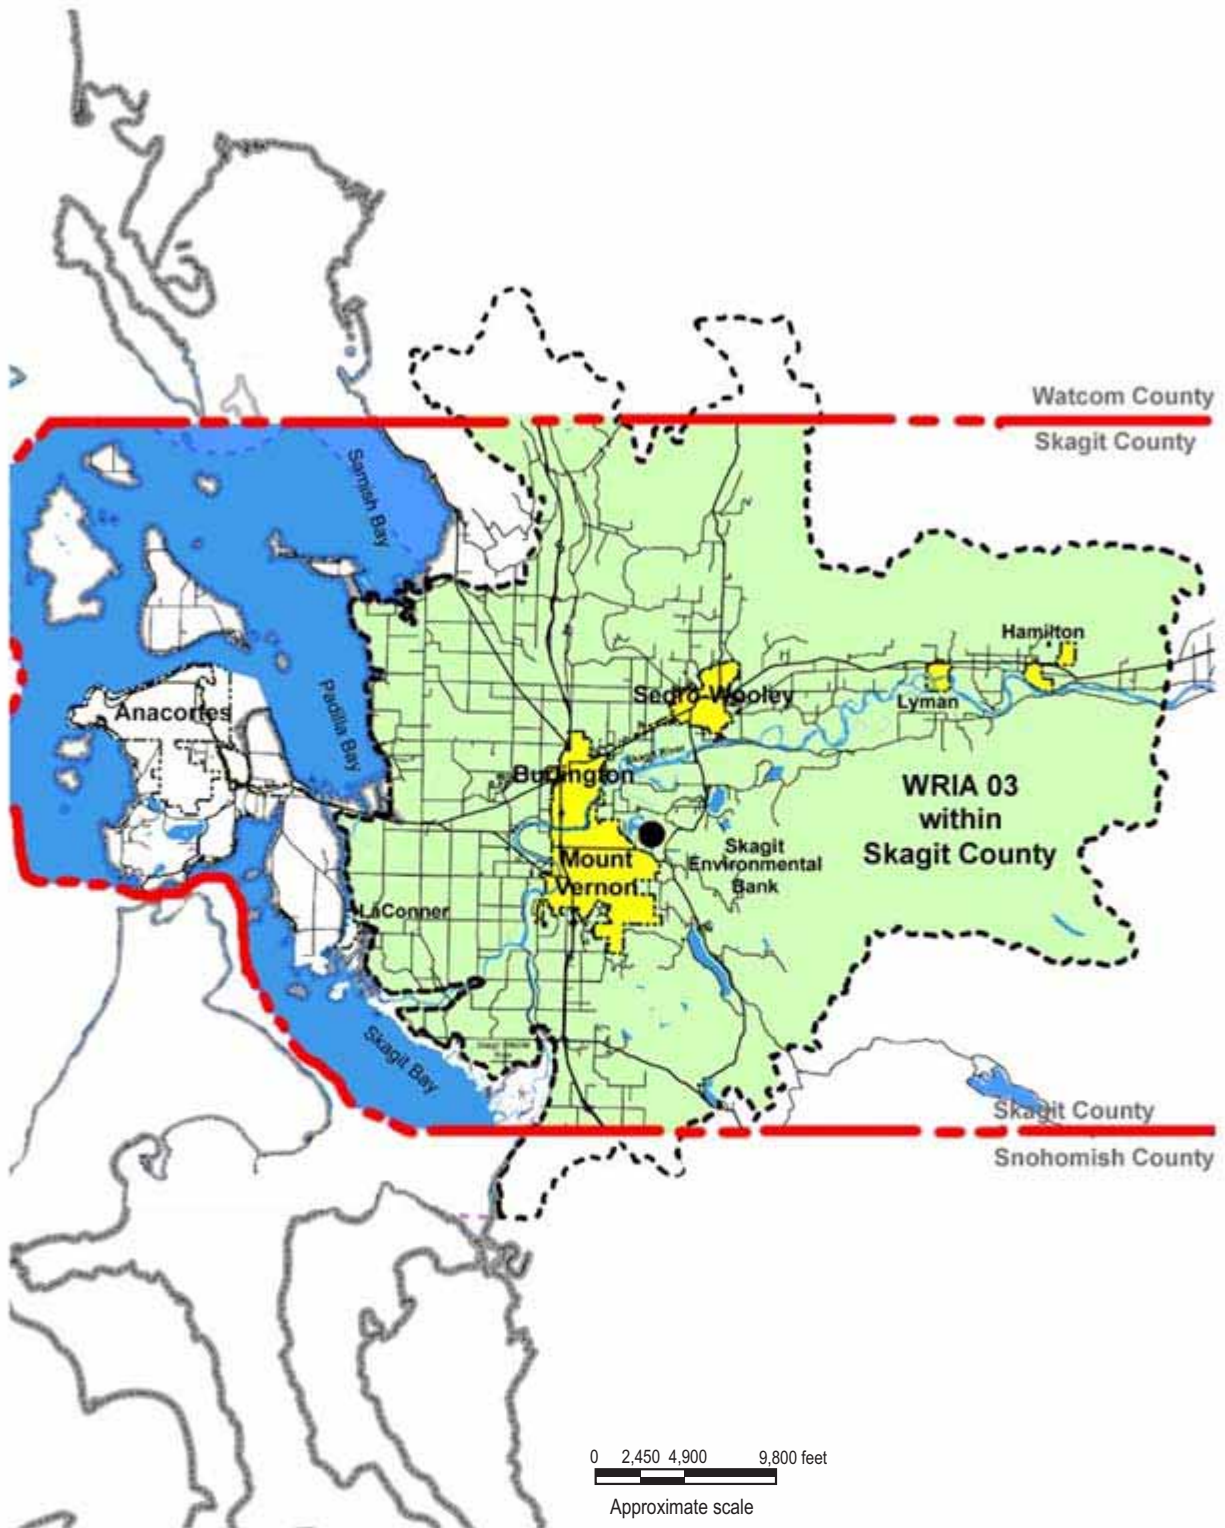 Watcom County
Skagit County
Samish Bay
Hamilton
Sedro-Wooley
Lyman
Anacortes
Padilla Bay
Skagit River
Burlington
WRIA 03
within
Skagit County
Skagit
Environmental
Bank
Mount
Vernon
LaConner
Skagit Bay
Skagit County
Snohomish County
0 2,450 4,900 9,800 feet
Approximate scale